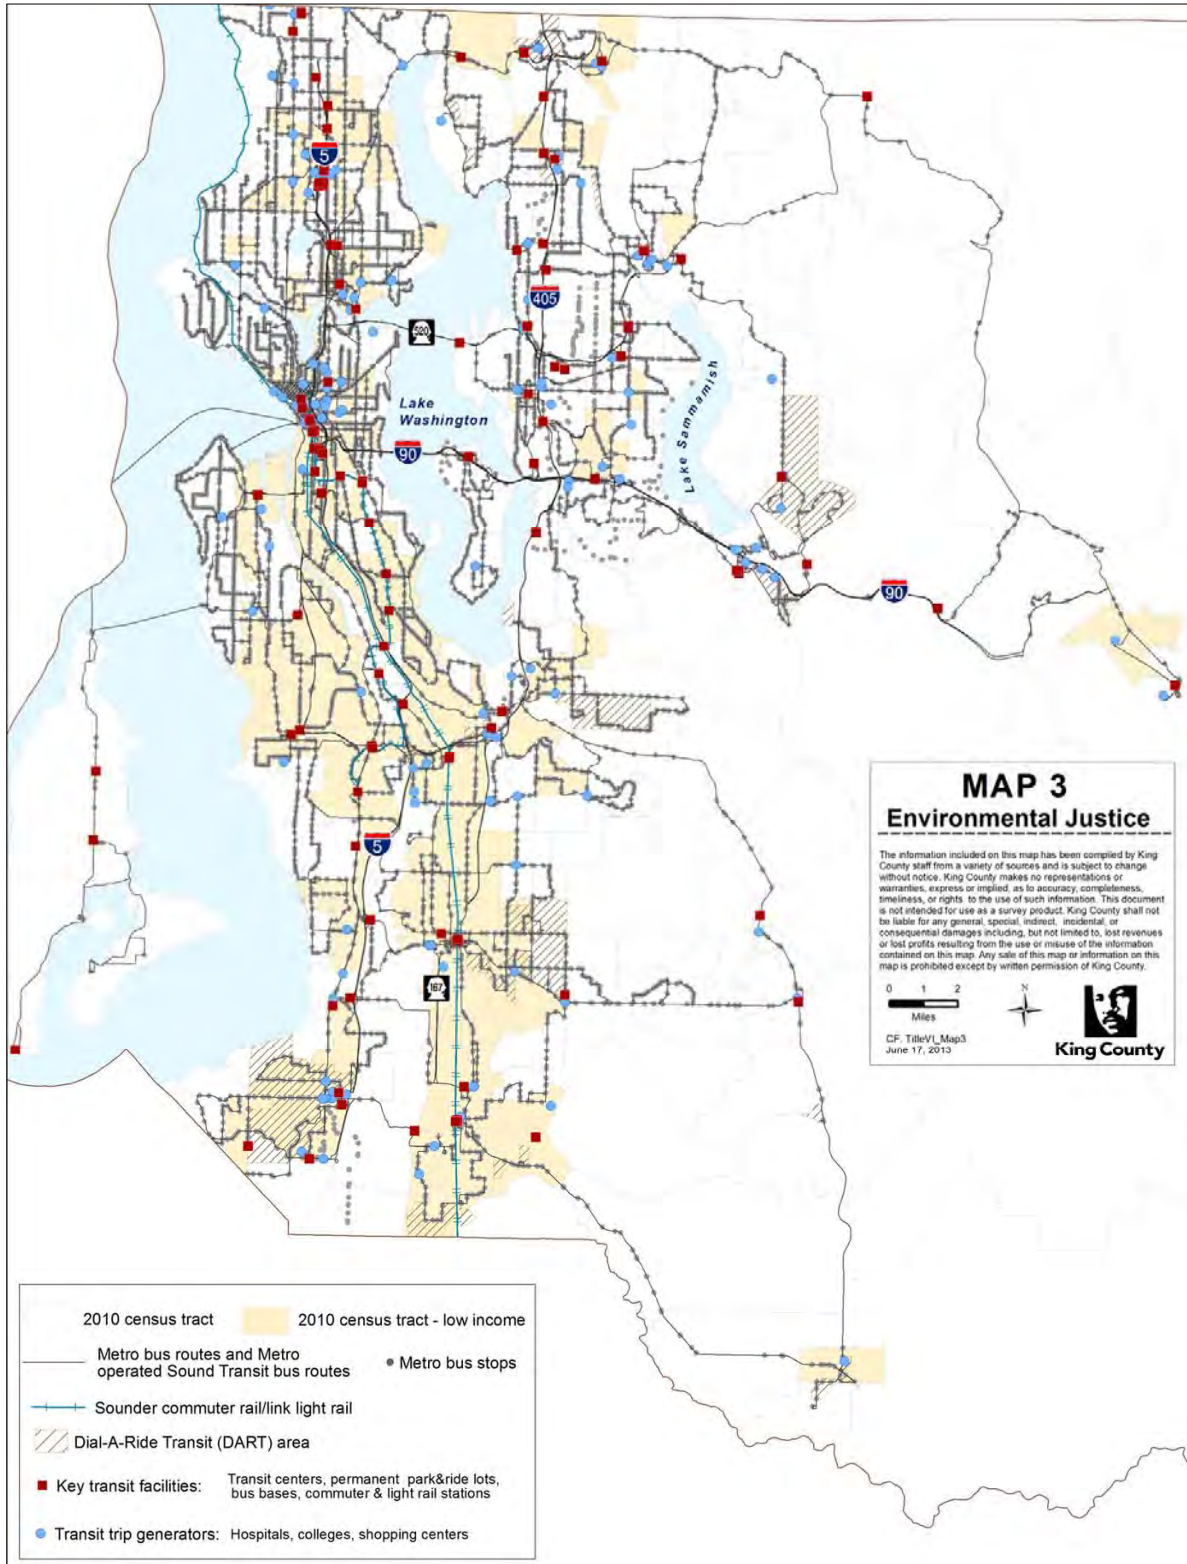 5
405
520
Lake
Washington
90
Lake Sammamish
90
MAP 3
Environmental Justice
The information included on this map has been compiled by King
County staff from a variety of sources and is subject to change
without notice. King County makes no representations or
warranties, express or implied, as to accuracy, completeness,
timeliness, or rights to the use of such information. This document
is not intended for use as a survey product. King County shall not
be liable for any general, special, indirect, incidental, or
consequential damages including, but not limited to, lost revenues
or lost profits resulting from the use or misuse of the information
contained on this map. Any sale of this map or information on this
map is prohibited except by written permission of King County.
0 1 2
Miles
N
CF. TitleVI_Map3
June 17, 2013
King County
5
167
2010 census tract
2010 census tract - low income
Metro bus routes and Metro
operated Sound Transit bus routes
Metro bus stops
Sounder commuter rail/link light rail
Dial-A-Ride Transit (DART) area
Key transit facilities: Transit centers, permanent park&ride lots,
bus bases, commuter & light rail stations
Transit trip generators: Hospitals, colleges, shopping centers